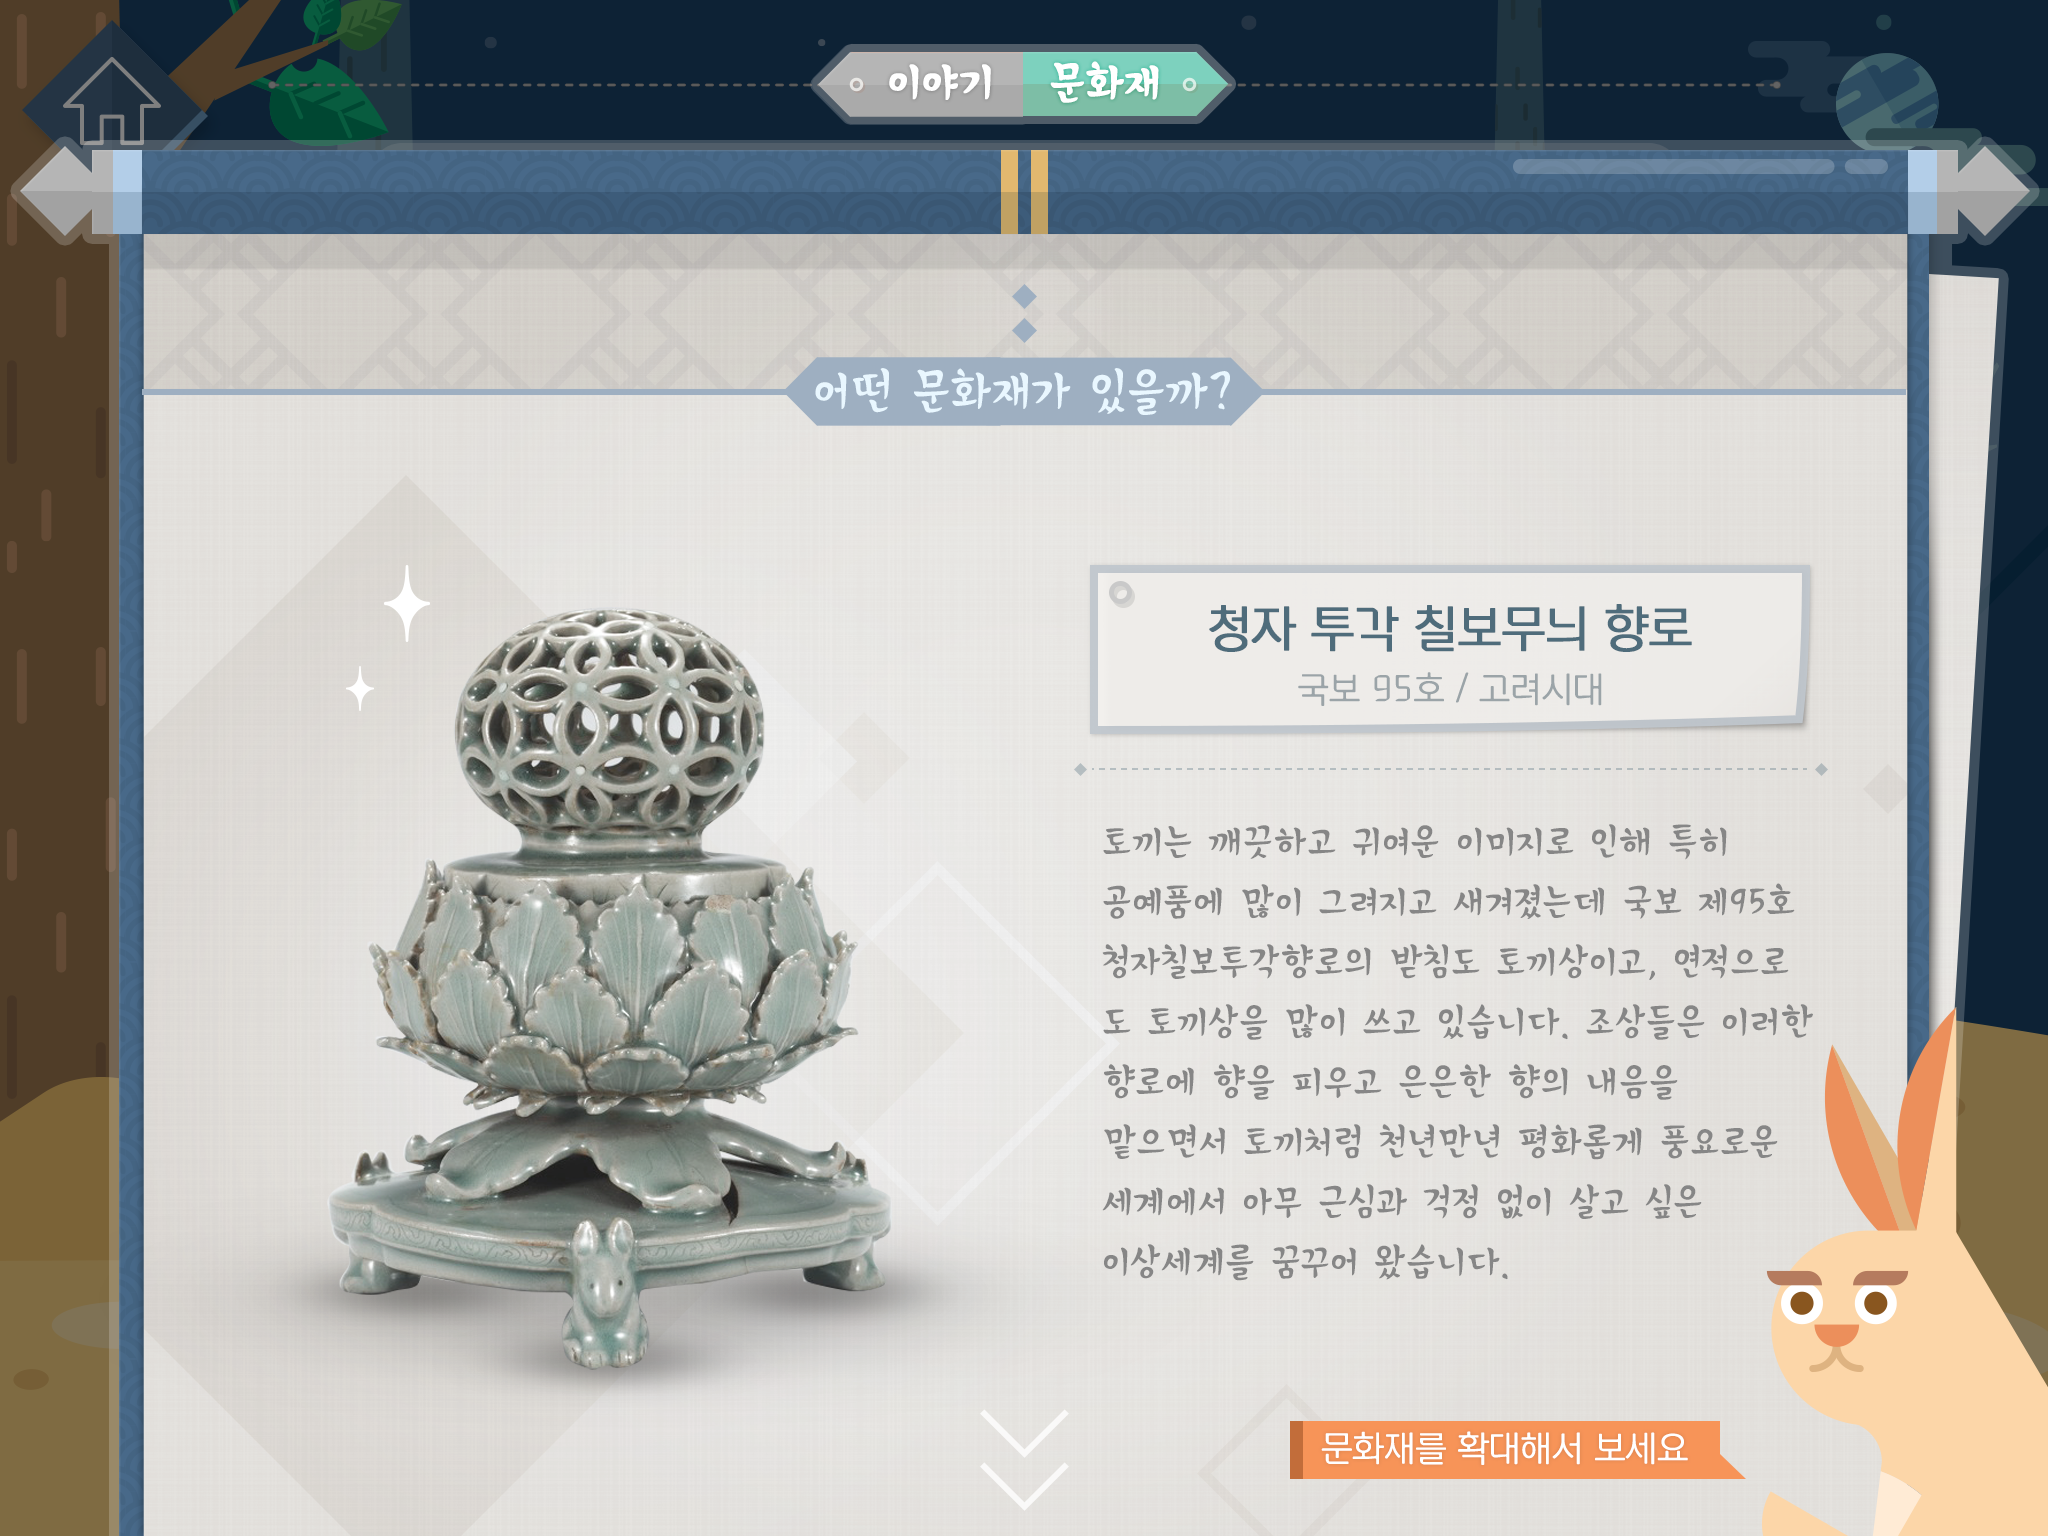 이야기 문화재
어떤 문화재가 있을까?
청자 투각 칠보무늬 향로
국보 95호 / 고려시대
토끼는 깨끗하고 귀여운 이미지로 인해 특히
공예품에 많이 그려지고 새겨졌는데 국보 제95호
청자칠보투각향로의 받침도 토끼상이고, 연적으로
도 토끼상을 많이 쓰고 있습니다. 조상들은 이러한
향로에 향을 피우고 은은한 향의 내음을
맡으면서 토끼처럼 천년만년 평화롭게 풍요로운
세계에서 아무 근심과 걱정 없이 살고 싶은
이상세계를 꿈꾸어 왔습니다.
문화재를 확대해서 보세요